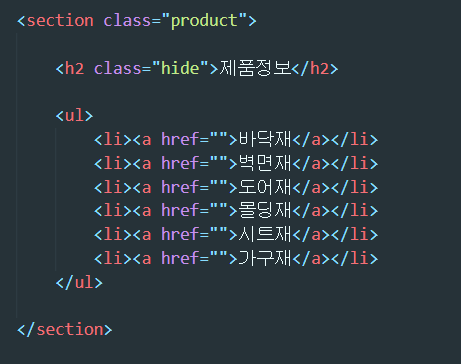 <section class="product">
<h2 class="hide">제품정보</h2>
<ul>
<li><a href="">바닥재</a></li>
<li><a href="">벽면재</a></li>
<li><a href="">도어재</a></li>
<li><a href="">몰딩재</a></li>
<li><a href="">시트재</a></li>
<li><a href="">가구재</a></li>
</ul>
</section>